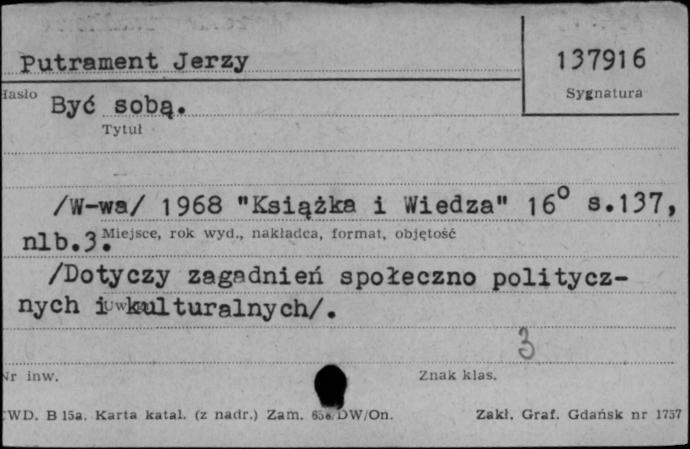 Putrament Jerzy
137916
Hasło
Sygnatura
Być sobą.
Tytuł
/W-wa/ 1968 "Książka i Wiedza" 16° s.137,
nlb.3.
Miejsce, rok wyd., nakładca, format, objętość
/Dotyczy zagadnień społeczno politycz-
nych i kulturalnych/.
3
Nr inw.
Znak klas.
CWD. B 15a. Karta katal. (z nadr.) Zam. DW/On.
Zakł. Graf. Gdańsk nr 1757